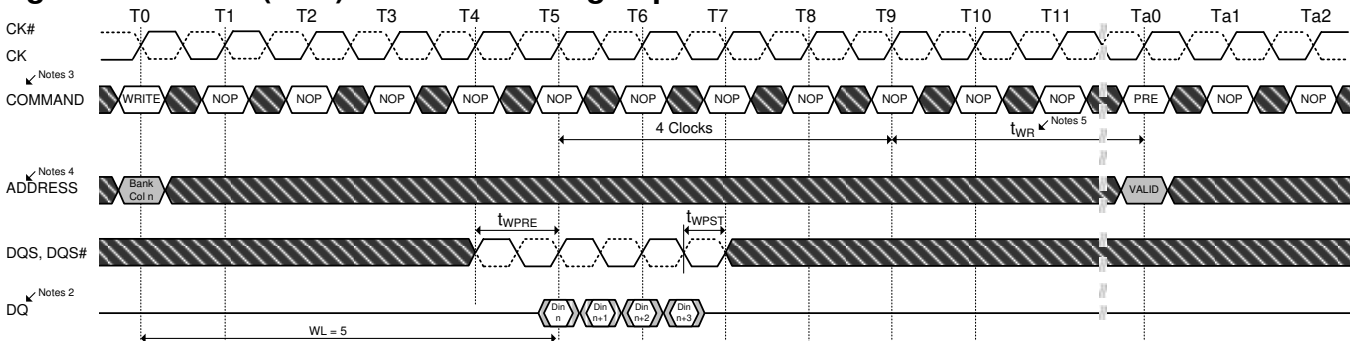 T0 T1 T2 T3 T4 T5 T6 T7 T8 T9 T10 T11 Ta0 Ta1 Ta2
CK#
CK
Notes 3
COMMAND WRITE NOP NOP NOP NOP NOP NOP NOP NOP NOP NOP NOP PRE NOP NOP
4 Clocks tWR Notes 5
Notes 4
ADDRESS Bank Col n VALID
tWPRE tWPST
DQS, DQS#
Notes 2
DQ Din n Din n+1 Din n+2 Din n+3
WL = 5